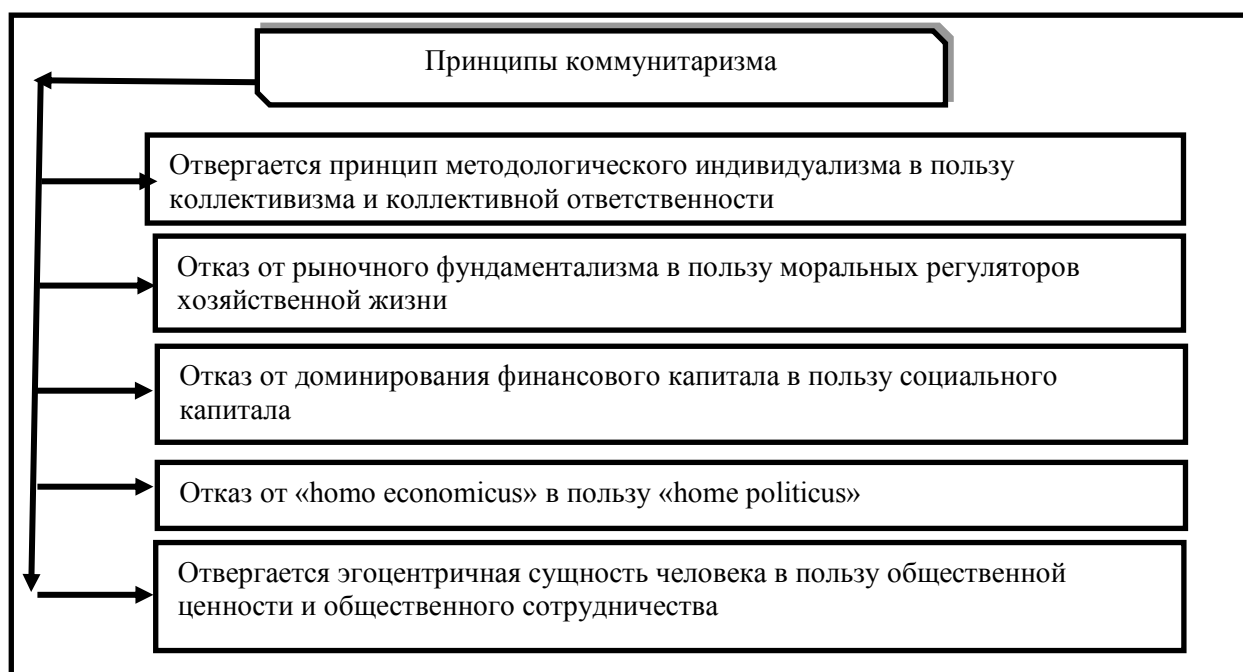 Принципы коммунитаризма
Отвергается принцип методологического индивидуализма в пользу
коллективизма и коллективной ответственности
Отказ от рыночного фундаментализма в пользу моральных регуляторов
хозяйственной жизни
Отказ от доминирования финансового капитала в пользу социального
капитала
Отказ от «homo economicus» в пользу «home politicus»
Отвергается эгоцентричная сущность человека в пользу общественной
ценности и общественного сотрудничества